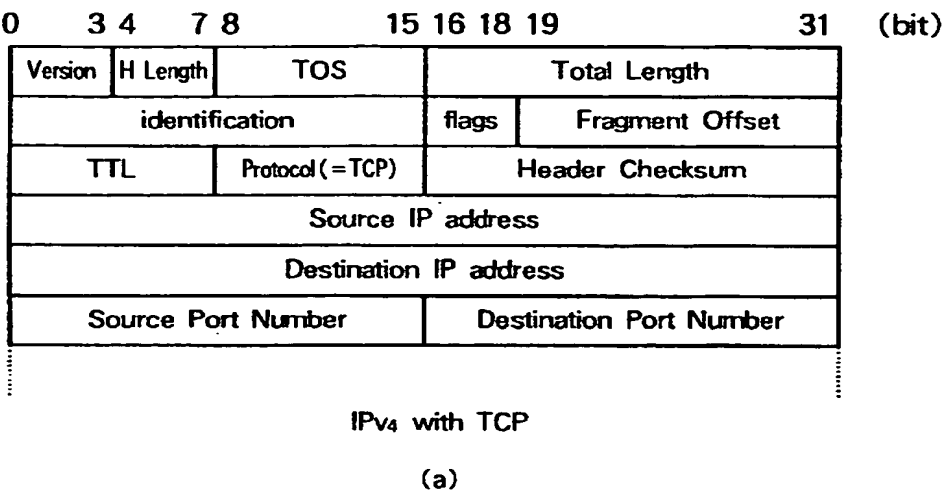 0 3 4 7 8 15 16 18 19 31 (bit)
Version H Length TOS Total Length
identification flags Fragment Offset
TTL Protocol (=TCP) Header Checksum
Source IP address
Destination IP address
Source Port Number Destination Port Number
IPv4 with TCP
(a)